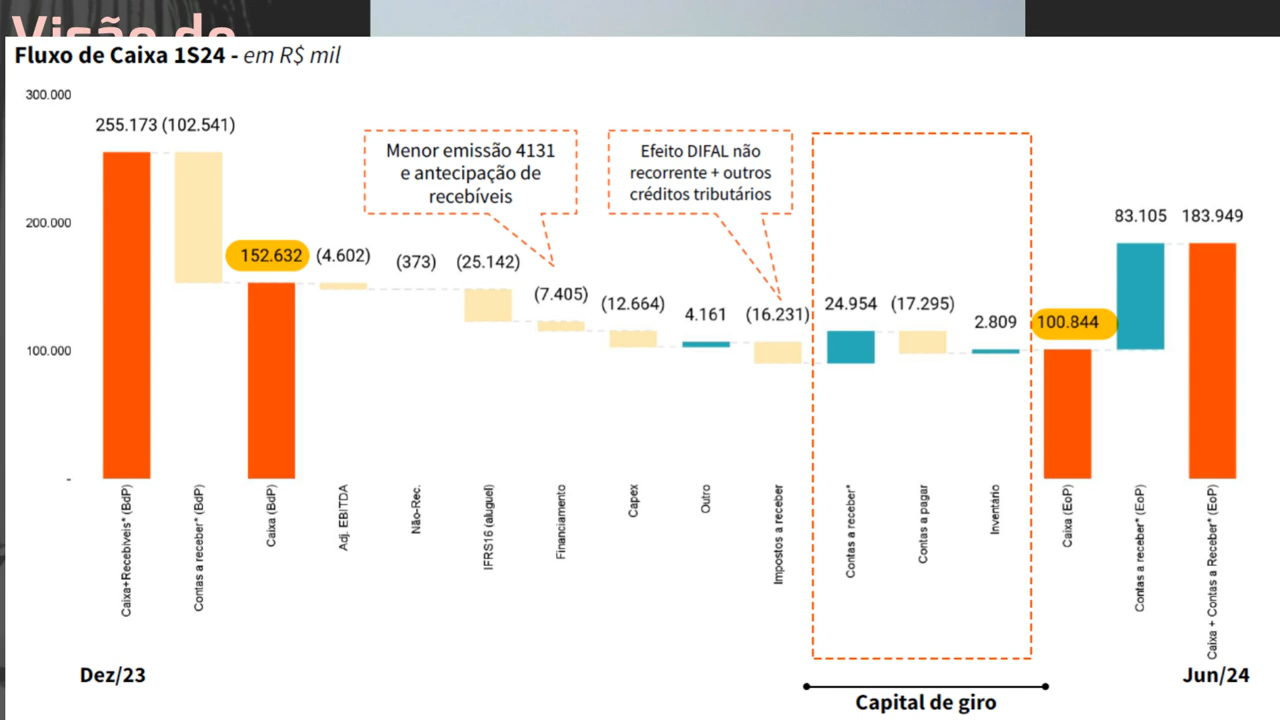 Visão do
Fluxo de Caixa 1S24 - em R$ mil
300.000
200.000
100.000
-
255.173 (102.541)
152.632
(4.602)
(373)
(25.142)
(7.405)
(12.664)
4.161
(16.231)
24.954
(17.295)
2.809
100.844
83.105
183.949
Menor emissão 4131
e antecipação de
recebíveis
Efeito DIFAL não
recorrente + outros
créditos tributários
Caixa+Recebíveis* (BdP)
Contas a receber* (BdP)
Caixa (BdP)
Adj. EBITDA
Não-Rec.
IFRS16 (aluguel)
Financiamento
Capex
Outro
Impostos a receber
Contas a receber*
Contas a pagar
Inventário
Caixa (EoP)
Contas a receber* (EoP)
Caixa + Contas a Receber* (EoP)
Dez/23
Jun/24
Capital de giro